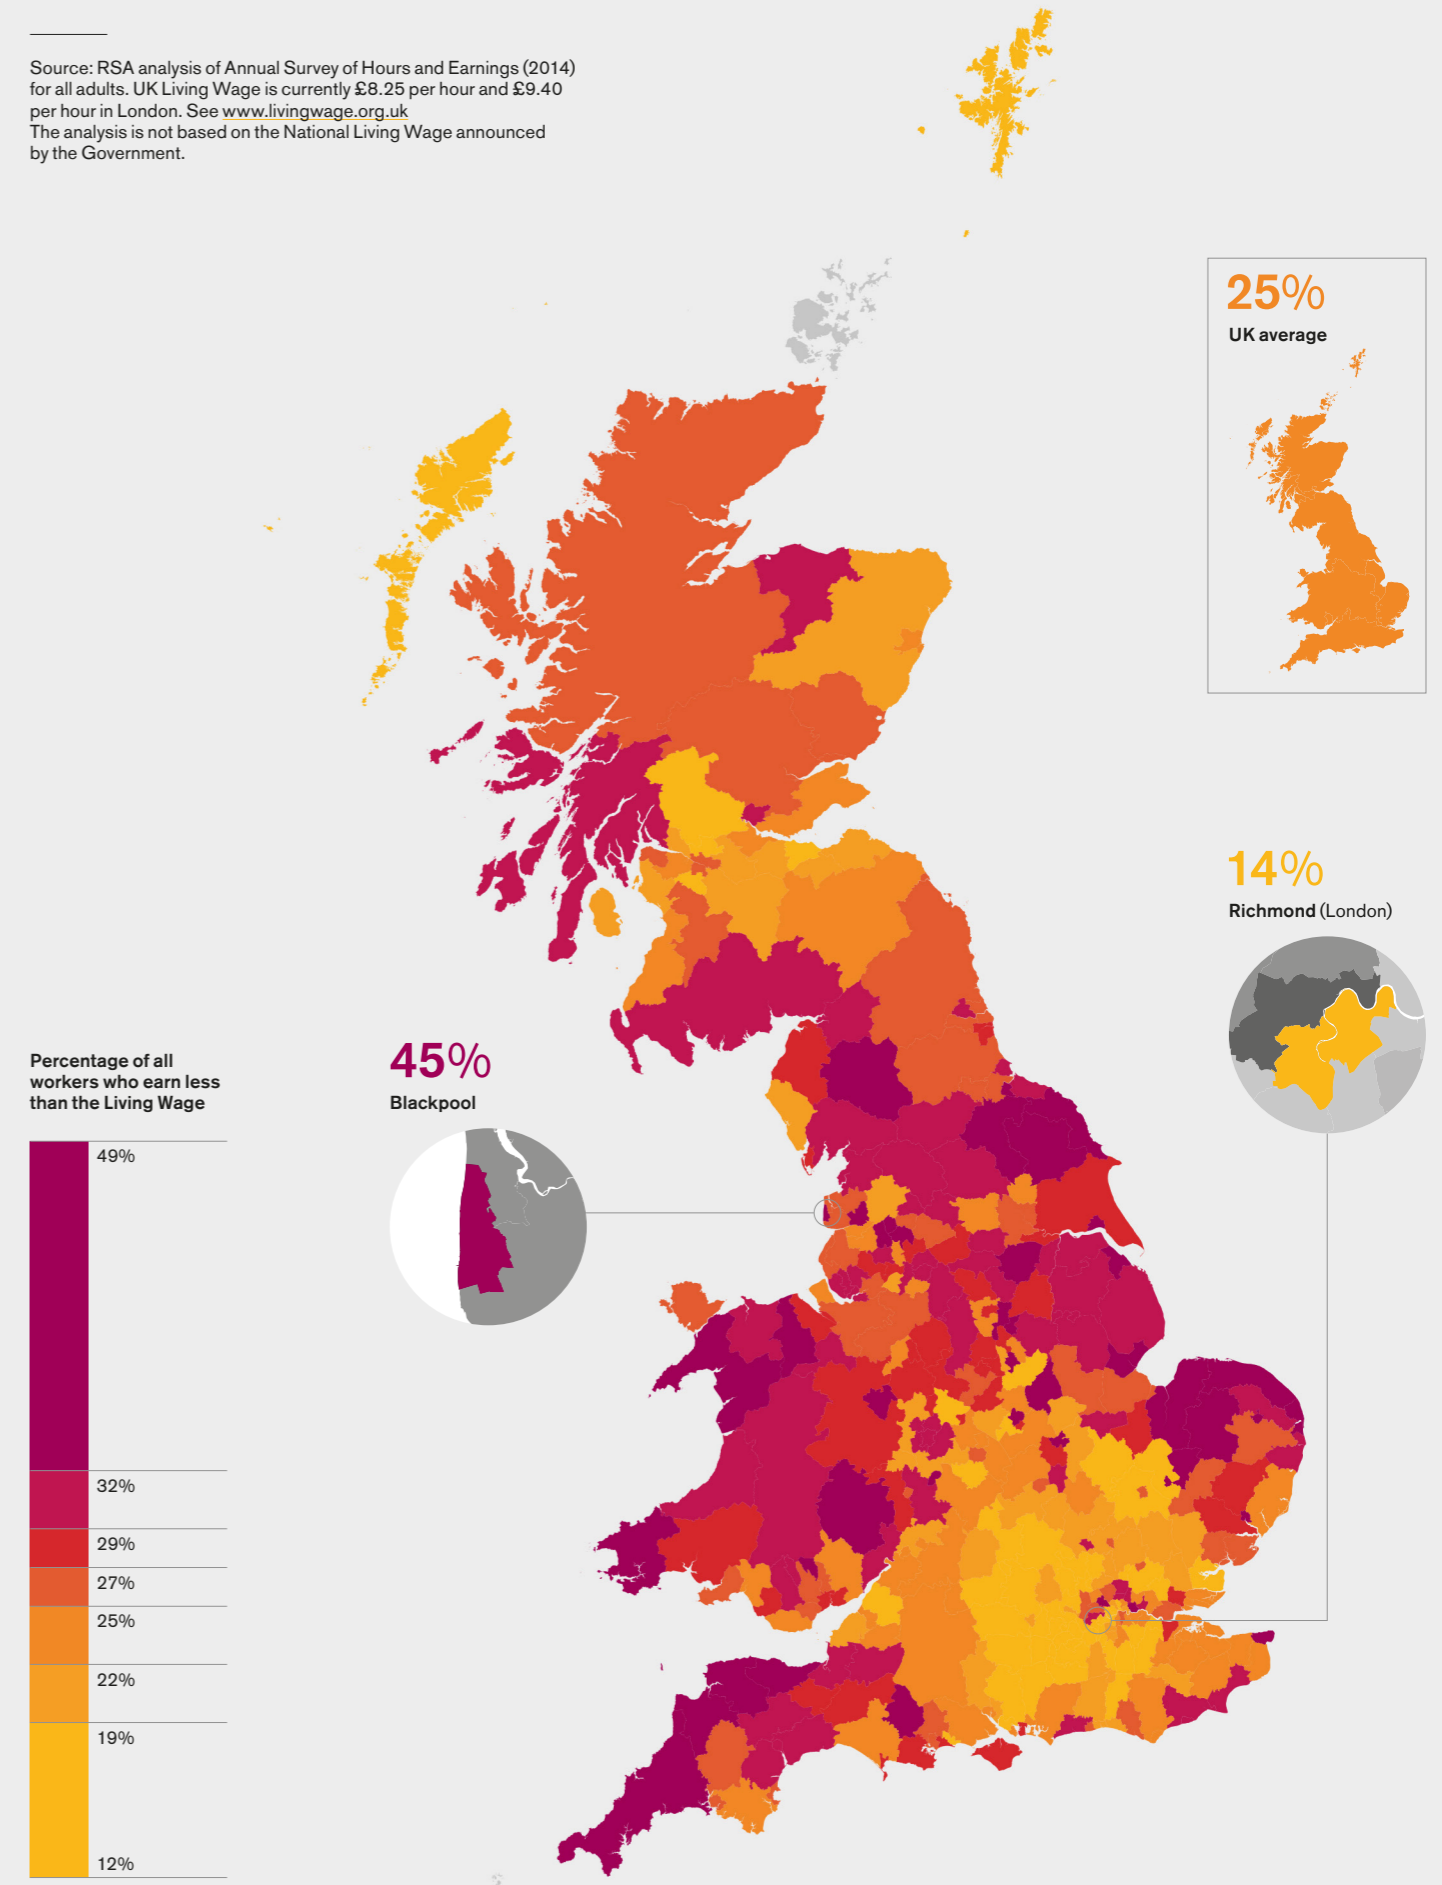 Source: RSA analysis of Annual Survey of Hours and Earnings (2014)
for all adults. UK Living Wage is currently £8.25 per hour and £9.40
per hour in London. See www.livingwage.org.uk
The analysis is not based on the National Living Wage announced
by the Government.
25%
UK average
14%
Richmond (London)
45%
Blackpool
Percentage of all
workers who earn less
than the Living Wage
49%
32%
29%
27%
25%
22%
19%
12%